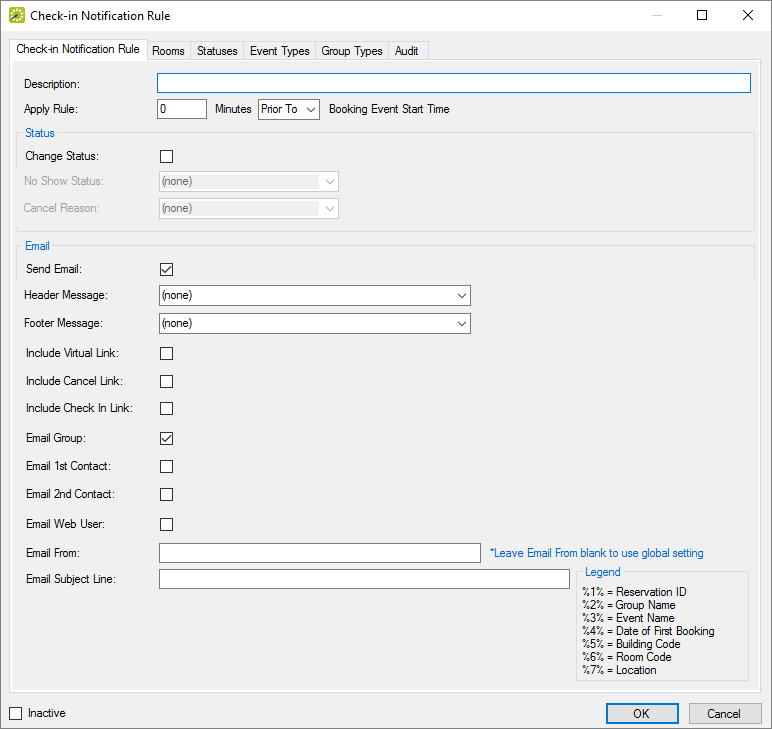 Check-in Notification Rule
Check-in Notification Rule Rooms Statuses Event Types Group Types Audit
Description:
Apply Rule: 0 Minutes Prior To Booking Event Start Time
Status
Change Status:
No Show Status: (none)
Cancel Reason: (none)
Email
Send Email:
Header Message: (none)
Footer Message: (none)
Include Virtual Link:
Include Cancel Link:
Include Check In Link:
Email Group:
Email 1st Contact:
Email 2nd Contact:
Email Web User:
Email From: *Leave Email From blank to use global setting
Email Subject Line:
Legend
%1% = Reservation ID
%2% = Group Name
%3% = Event Name
%4% = Date of First Booking
%5% = Building Code
%6% = Room Code
%7% = Location
Inactive OK Cancel